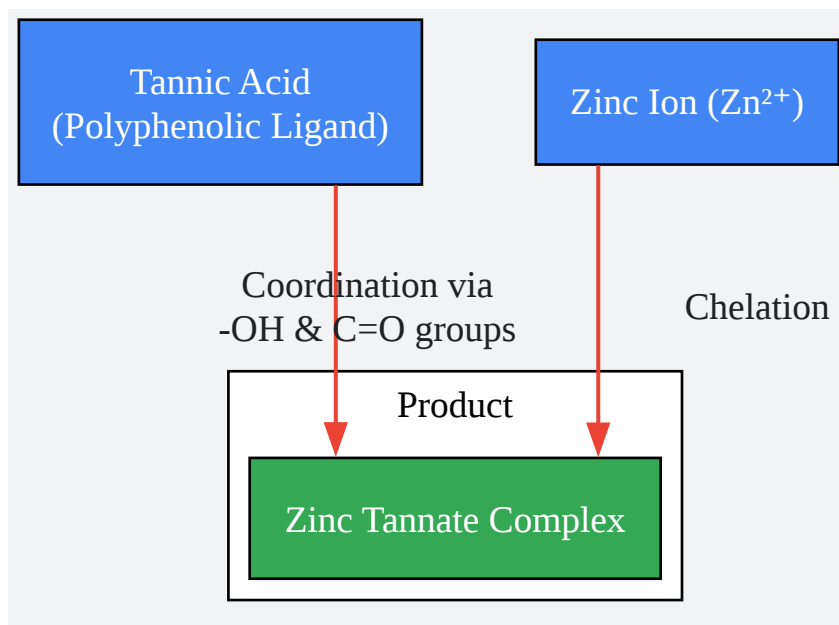 Tannic Acid
(Polyphenolic Ligand)
Zinc Ion (Zn²⁺)
Coordination via
-OH & C=O groups
Chelation
Product
Zinc Tannate Complex